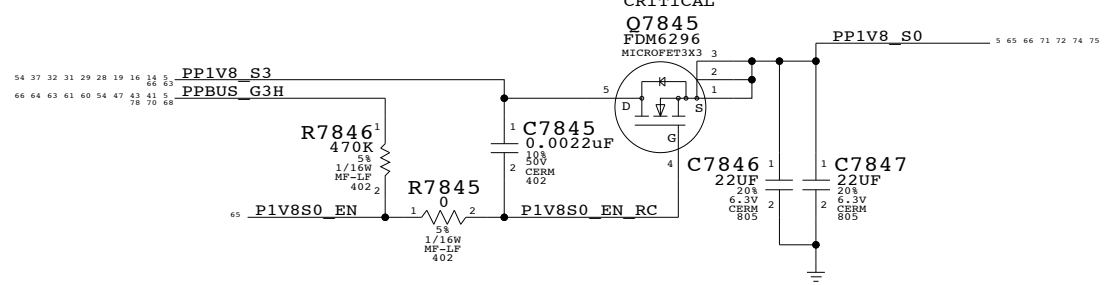 CRITICAL
Q7845
FDM6296
MICROFET3X3
3
PP1V8_S0
5 65 66 71 72 74 75
54 37 32 31 29 28 19 16 14 5
66 63
PP1V8_S3
2
66 64 63 61 60 54 47 43 41 5
78 70 68
PPBUS_G3H
5
1
D
S
G
4
R7846
1
470K
5%
1/16W
MF-LF
402
2
1
C7845
0.0022uF
10%
50V
CERM
402
2
R7845
0
1
2
5%
1/16W
MF-LF
402
65
P1V8S0_EN
P1V8S0_EN_RC
C7846
1
22UF
20%
6.3V
CERM
805
2
1
C7847
22UF
20%
6.3V
CERM
805
2